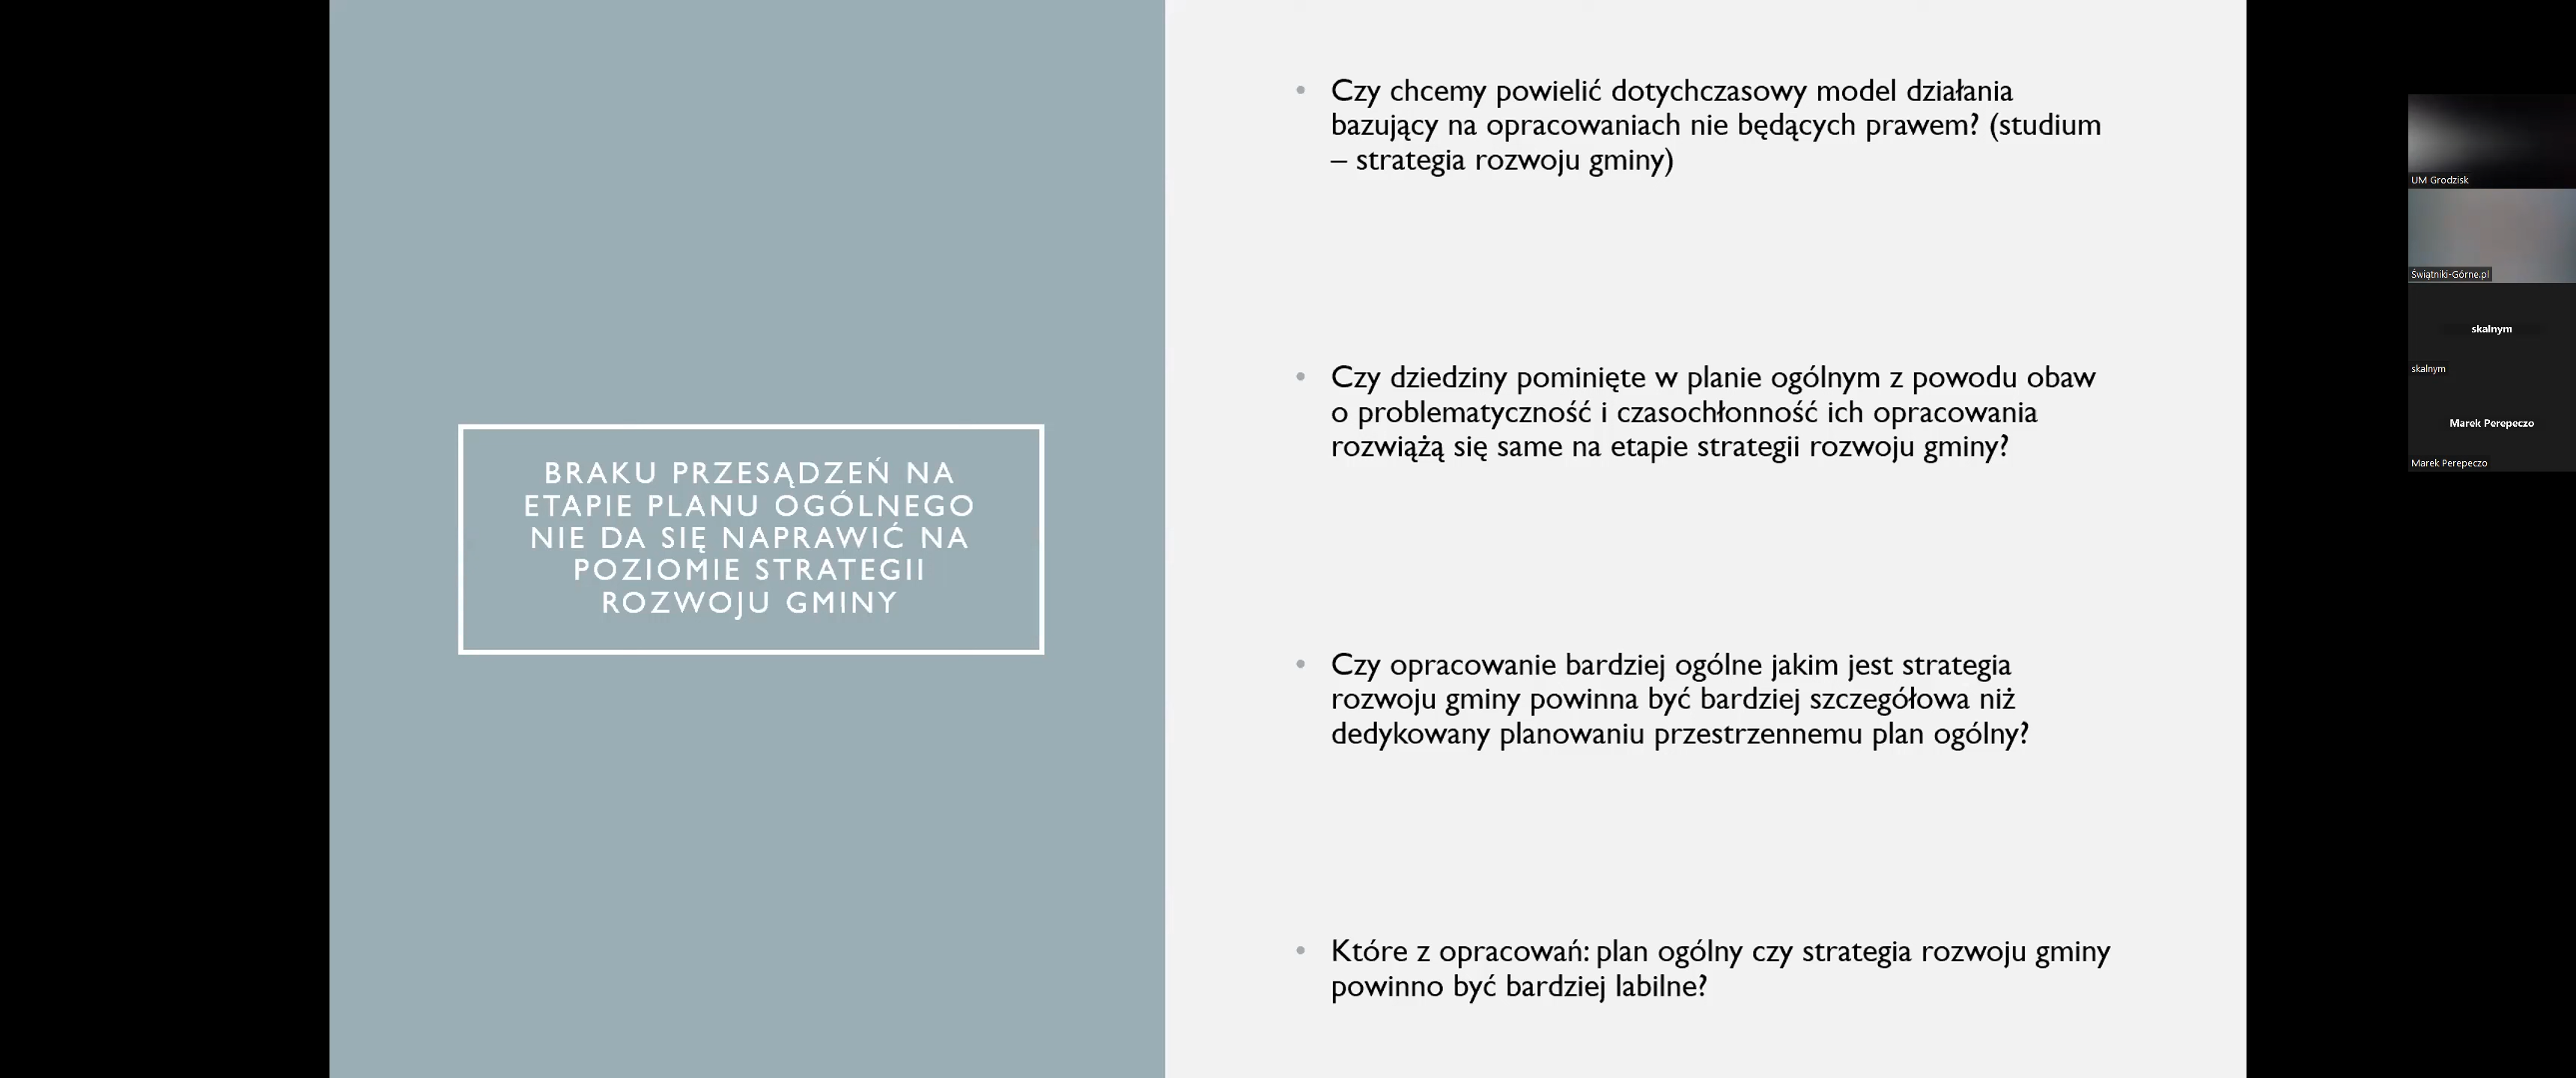 BRAKU PRZESĄDZEŃ NA
ETAPIE PLANU OGÓLNEGO
NIE DA SIĘ NAPRAWIĆ NA
POZIOMIE STRATEGII
ROZWOJU GMINY
• Czy chcemy powielić dotychczasowy model działania
bazujący na opracowaniach nie będących prawem? (studium
– strategia rozwoju gminy)
• Czy dziedziny pominięte w planie ogólnym z powodu obaw
o problematyczność i czasochłonność ich opracowania
rozwiążą się same na etapie strategii rozwoju gminy?
• Czy opracowanie bardziej ogólne jakim jest strategia
rozwoju gminy powinna być bardziej szczegółowa niż
dedykowany planowaniu przestrzennemu plan ogólny?
• Które z opracowań: plan ogólny czy strategia rozwoju gminy
powinno być bardziej labilne?
UM Grodzisk
Świątniki-Górne.pl
skalnym
skalnym
Marek Perepeczo
Marek Perepeczo